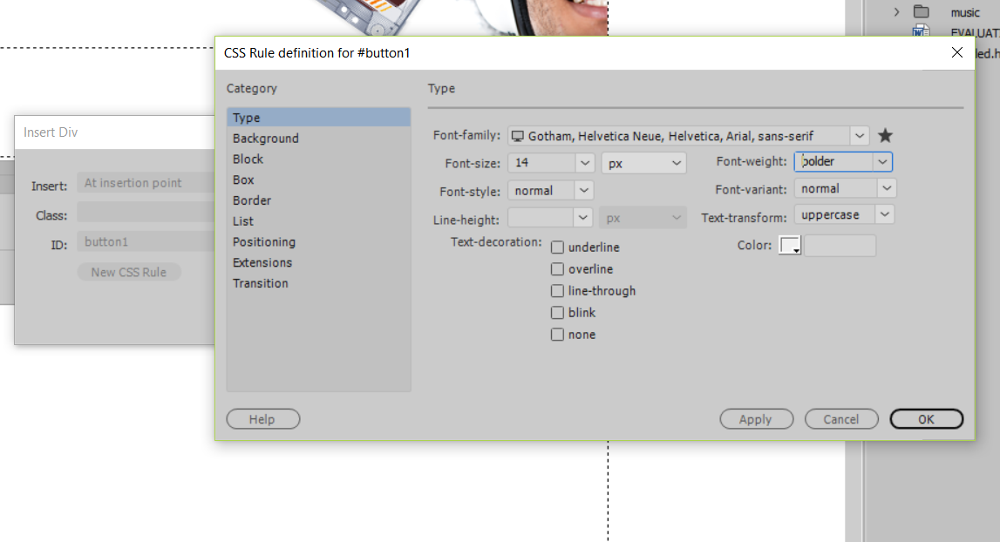 music
EVALUAT
led.h
CSS Rule definition for #button1
Category
Type
Background
Block
Box
Border
List
Positioning
Extensions
Transition
Type
Font-family: Gotham, Helvetica Neue, Helvetica, Arial, sans-serif
Font-size: 14 px Font-weight: bolder
Font-style: normal Font-variant: normal
Line-height: px Text-transform: uppercase
Text-decoration: underline Color:
overline
line-through
blink
none
Help Apply Cancel OK
Insert Div
Insert: At insertion point
Class:
ID: button1
New CSS Rule